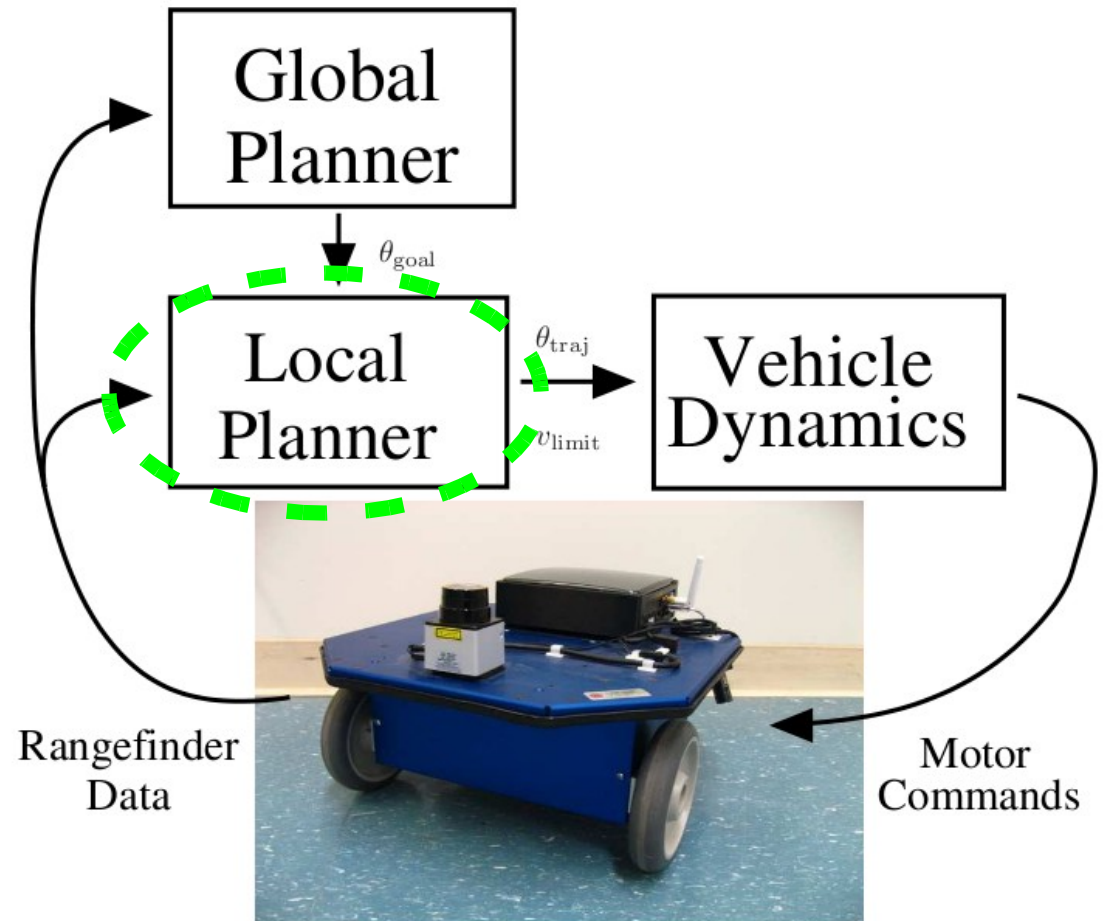 Global
Planner
θgoal
Local
Planner
θtraj
vlimit
Vehicle
Dynamics
Rangefinder
Data
Motor
Commands